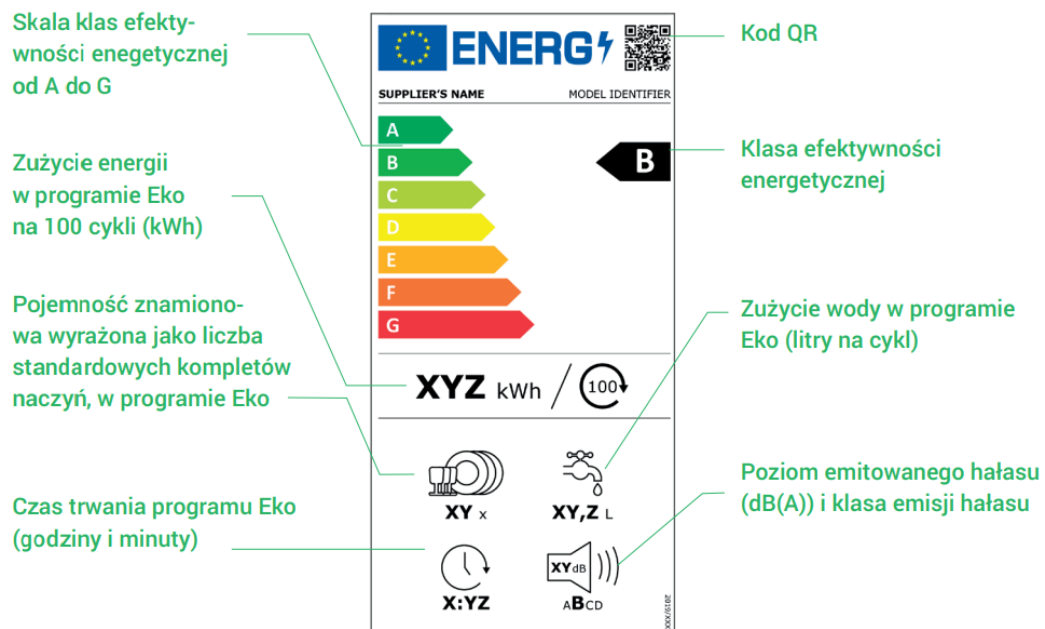 Skala klas efekty-
wności enegetycznej
od A do G
Zużycie energii
w programie Eko
na 100 cykli (kWh)
Pojemność znamiono-
wa wyrażona jako liczba
standardowych kompletów
naczyń, w programie Eko
Czas trwania programu Eko
(godziny i minuty)
ENERG
SUPPLIER'S NAME MODEL IDENTIFIER
A
B
B
C
D
E
F
G
XYZ kWh / 100
XY x
XY,Z L
X:YZ
XY dB
ABCD
2019/XXX
Kod QR
Klasa efektywności
energetycznej
Zużycie wody w programie
Eko (litry na cykl)
Poziom emitowanego hałasu
(dB(A)) i klasa emisji hałasu